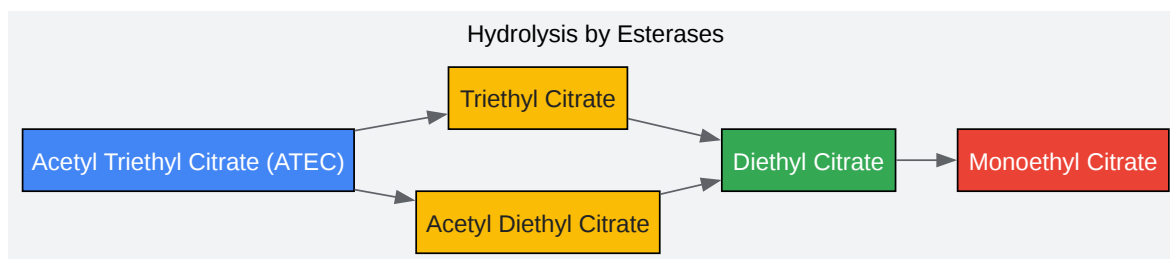 Hydrolysis by Esterases
Triethyl Citrate
Acetyl Triethyl Citrate (ATEC)
Diethyl Citrate
Monoethyl Citrate
Acetyl Diethyl Citrate